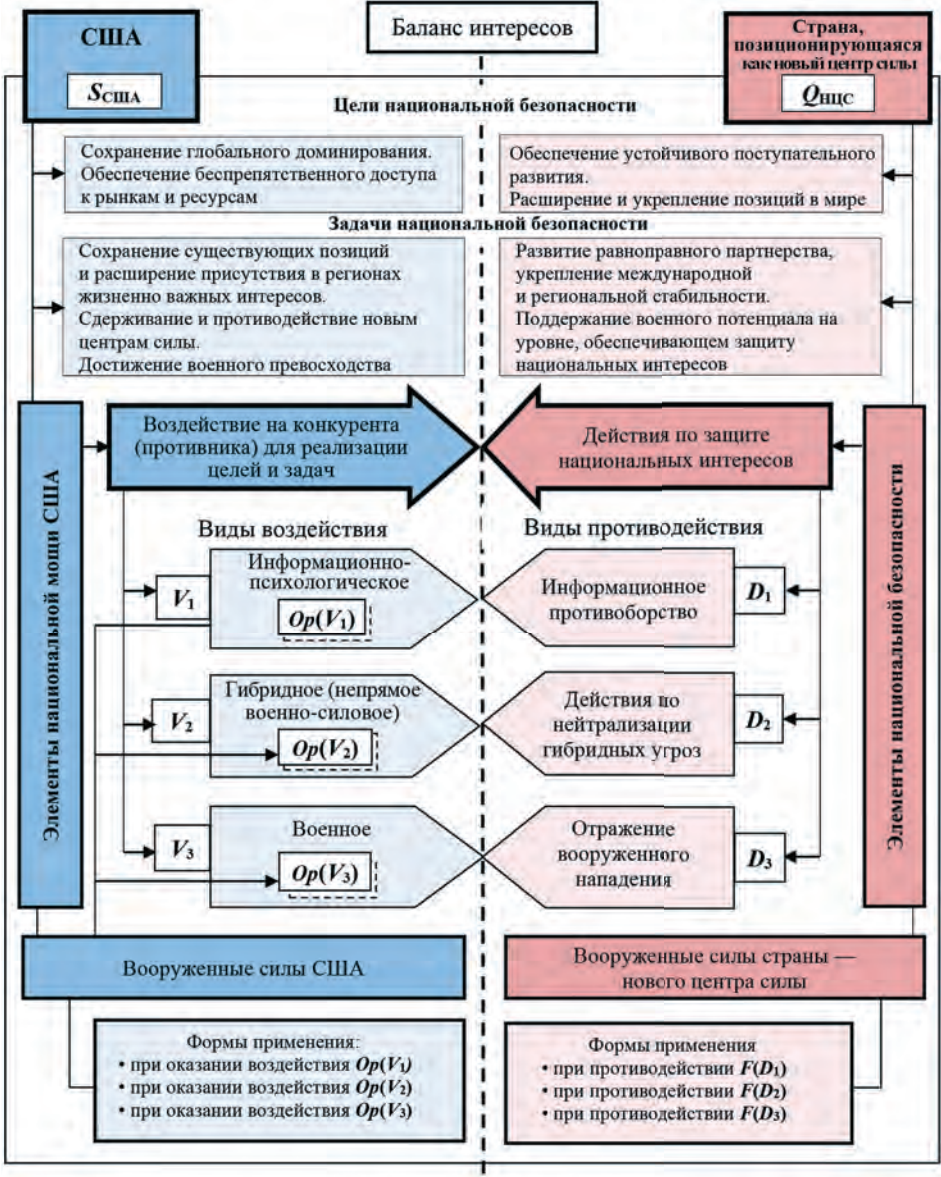 США
S США
Баланс интересов
Страна,
позиционирующаяся
как новый центр силы
Q НЦС
Цели национальной безопасности
Сохранение глобального доминирования.
Обеспечение беспрепятственного доступа
к рынкам и ресурсам
Обеспечение устойчивого поступательного
развития.
Расширение и укрепление позиций в мире
Задачи национальной безопасности
Сохранение существующих позиций
и расширение присутствия в регионах
жизненно важных интересов.
Сдерживание и противодействие новым
центрам силы.
Достижение военного превосходства
Развитие равноправного партнерства,
укрепление международной
и региональной стабильности.
Поддержание военного потенциала на
уровне, обеспечивающем защиту
национальных интересов
Элементы национальной мощи США
Воздействие на конкурента
(противника) для реализации
целей и задач
Действия по защите
национальных интересов
Элементы национальной безопасности
Виды воздействия
Виды противодействия
V1
Информационно-
психологическое
Op(V1)
Информационное
противоборство
D1
V2
Гибридное (непрямое
военно-силовое)
Op(V2)
Действия по
нейтрализации
гибридных угроз
D2
V3
Военное
Op(V3)
Отражение
вооруженного
нападения
D3
Вооруженные силы США
Вооруженные силы страны —
нового центра силы
Формы применения:
• при оказании воздействия Op(V1)
• при оказании воздействия Op(V2)
• при оказании воздействия Op(V3)
Формы применения
• при противодействии F(D1)
• при противодействии F(D2)
• при противодействии F(D3)